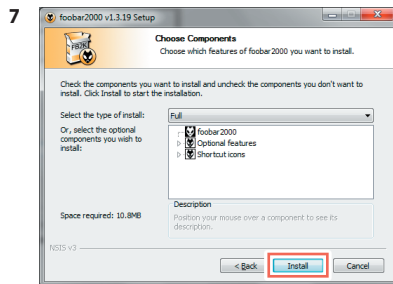 7
foobar2000 v1.3.19 Setup
FB2K
Choose Components
Choose which features of foobar2000 you want to install.
Check the components you want to install and uncheck the components you don't want to
install. Click Install to start the installation.
Select the type of install:
Full
Or, select the optional
components you wish to
install:
foobar2000
Optional features
Shortcut icons
Description
Space required: 10.8MB
Position your mouse over a component to see its
description.
NSIS v3
< Back
Install
Cancel